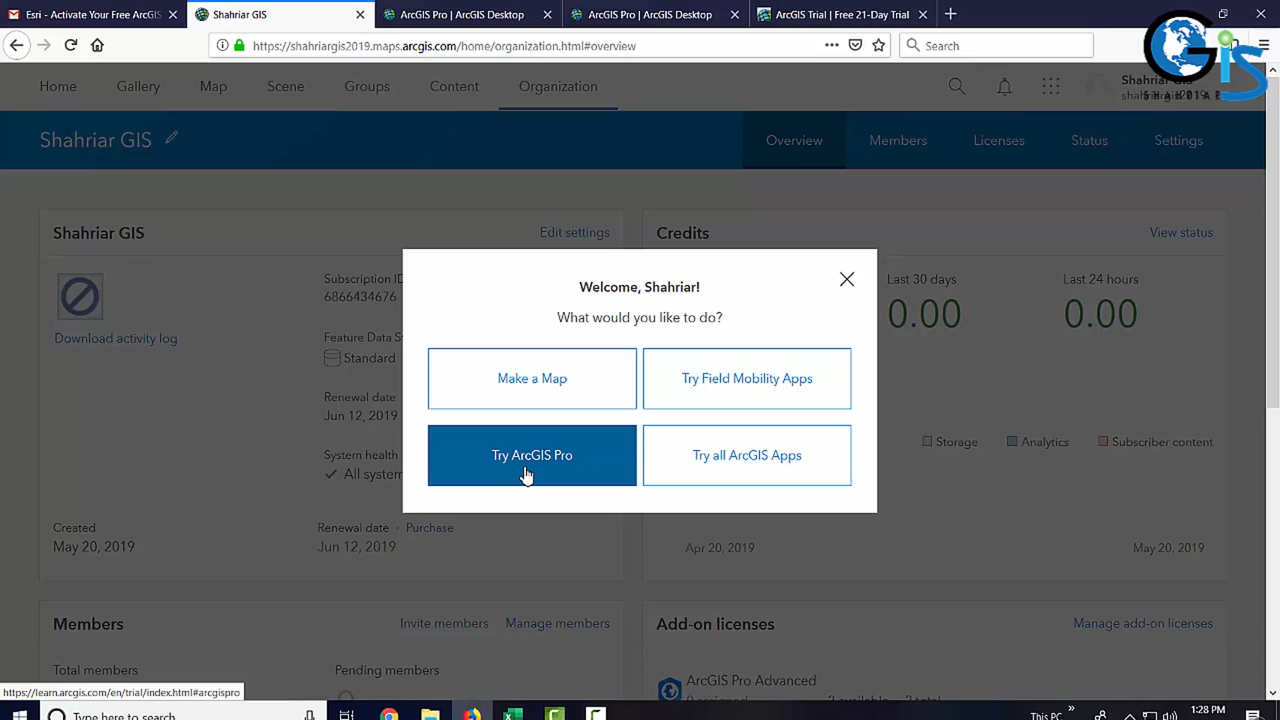 Esri - Activate Your Free ArcGIS
Shahriar GIS
ArcGIS Pro | ArcGIS Desktop
ArcGIS Pro | ArcGIS Desktop
ArcGIS Trial | Free 21-Day Trial
https://shahriargis2019.maps.arcgis.com/home/organization.html#overview
Search
GIS
Home
Gallery
Map
Scene
Groups
Content
Organization
Shahriar GIS
Overview
Members
Licenses
Status
Settings
Shahriar GIS
Edit settings
Credits
View status
Subscription ID
6866434676
Last 30 days
Last 24 hours
0.00
0.00
Download activity log
Standard
Renewal date
Jun 12, 2019
System health
Welcome, Shahriar!
What would you like to do?
Make a Map
Try Field Mobility Apps
Try ArcGIS Pro
Try all ArcGIS Apps
Storage
Analytics
Subscriber content
Created
May 20, 2019
Renewal date • Purchase
Jun 12, 2019
Apr 20, 2019
May 20, 2019
Members
Invite members
Manage members
Add-on licenses
Manage add-on licenses
Total members
Pending members
ArcGIS Pro Advanced
https://learn.arcgis.com/en/trial/index.html#arcgispro
Type here to search
This PC
1:28 PM